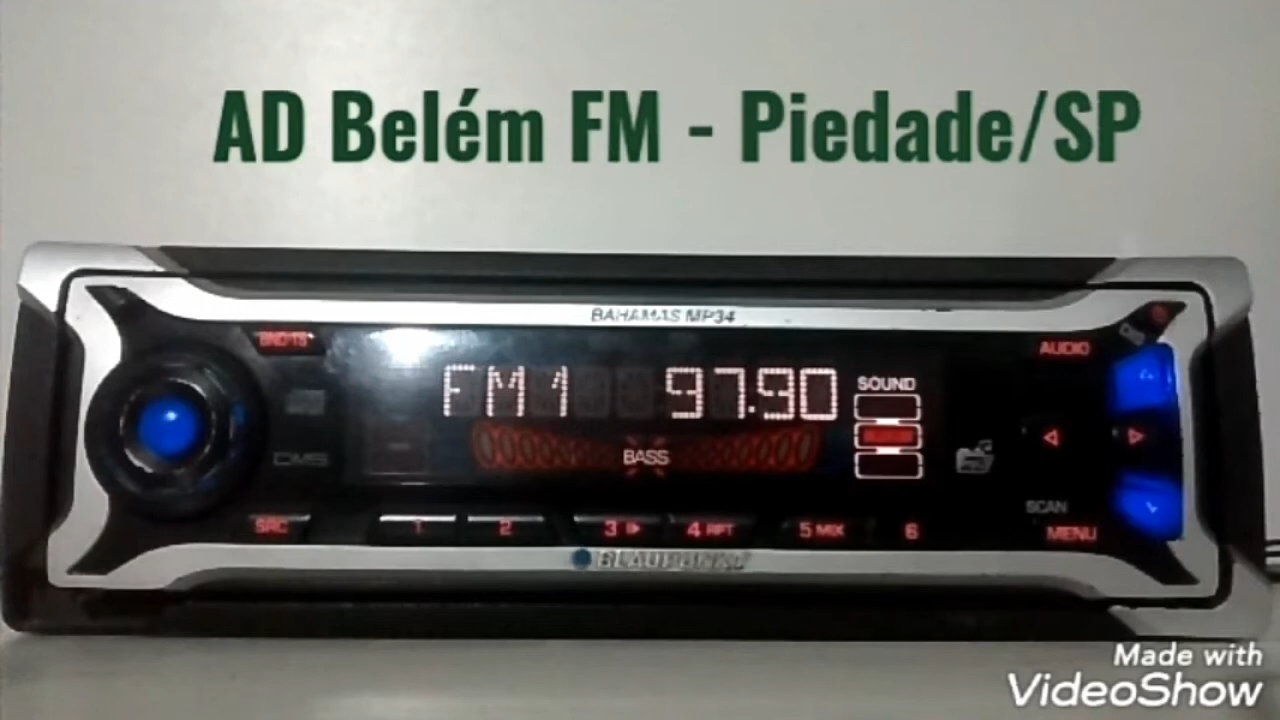 AD Belém FM - Piedade/SP
BAHAMAS MP34
BND/TS
AUDIO
FM1 97.90
SOUND
BASS
DMS
SCAN
SRC 1 2 3 4 RPT 5 MIX 6 MENU
BLAUPUNKT
Made with
VideoShow